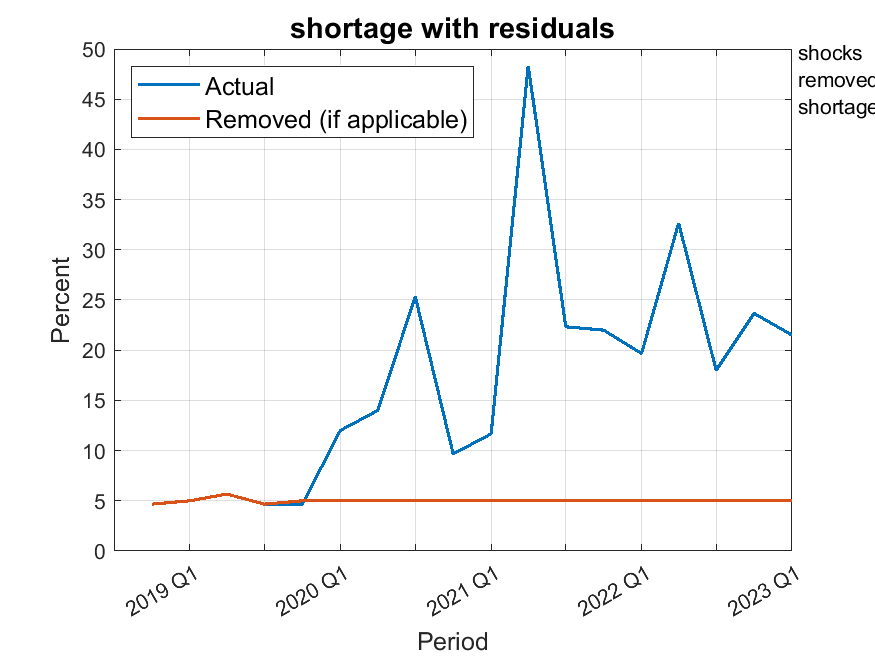 shortage with residuals
shocks
removed
shortage
Actual
Removed (if applicable)
50
45
40
35
30
25
20
15
10
5
0
Percent
2019 Q1
2020 Q1
2021 Q1
2022 Q1
2023 Q1
Period